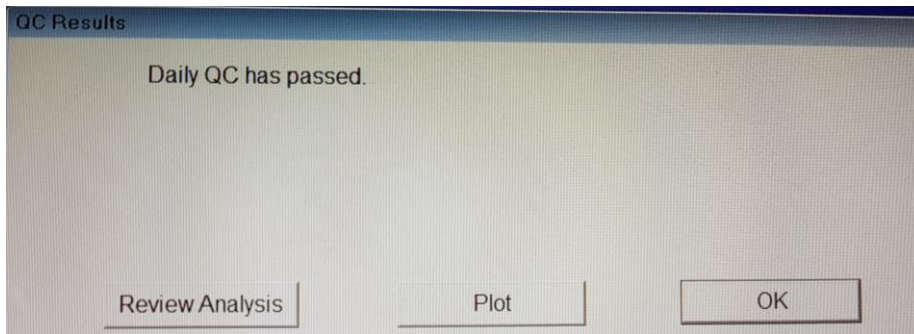 QC Results
Daily QC has passed.
Review Analysis Plot OK